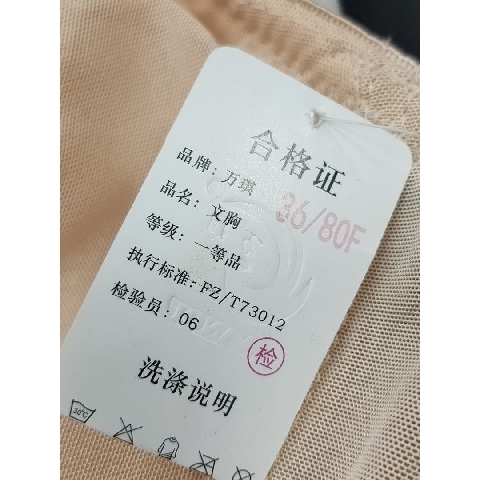 合格证
36/80F
品牌：万琪
品名：文胸
等级：一等品
执行标准：FZ/T73012
检验员：06
检
洗涤说明
30℃